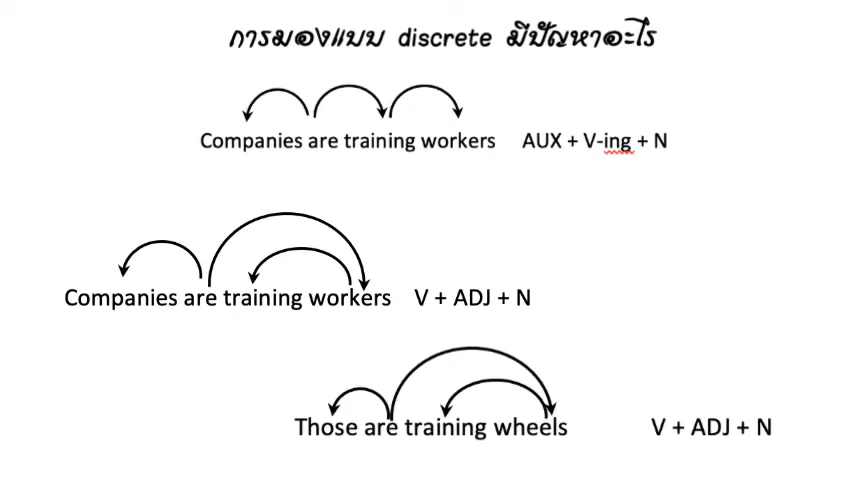 การมองแบบ discrete มีปัญหาอะไร
Companies are training workers AUX + V-ing + N
Companies are training workers V + ADJ + N
Those are training wheels V + ADJ + N